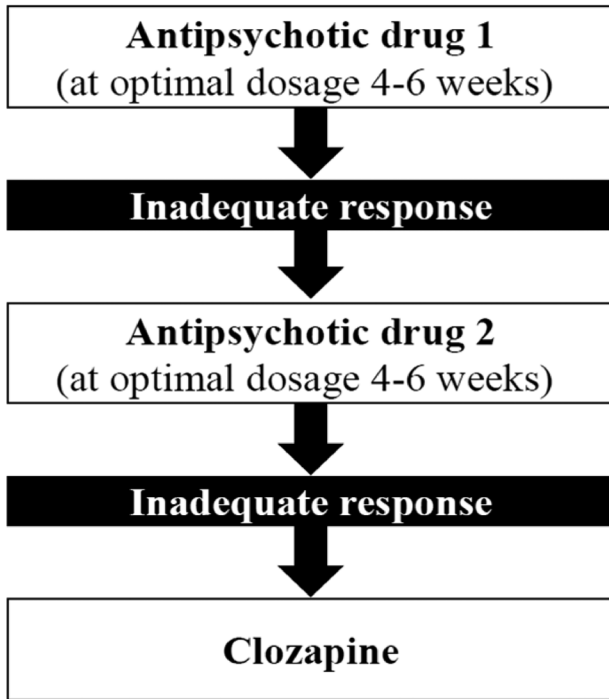 Antipsychotic drug 1
(at optimal dosage 4-6 weeks)
Inadequate response
Antipsychotic drug 2
(at optimal dosage 4-6 weeks)
Inadequate response
Clozapine